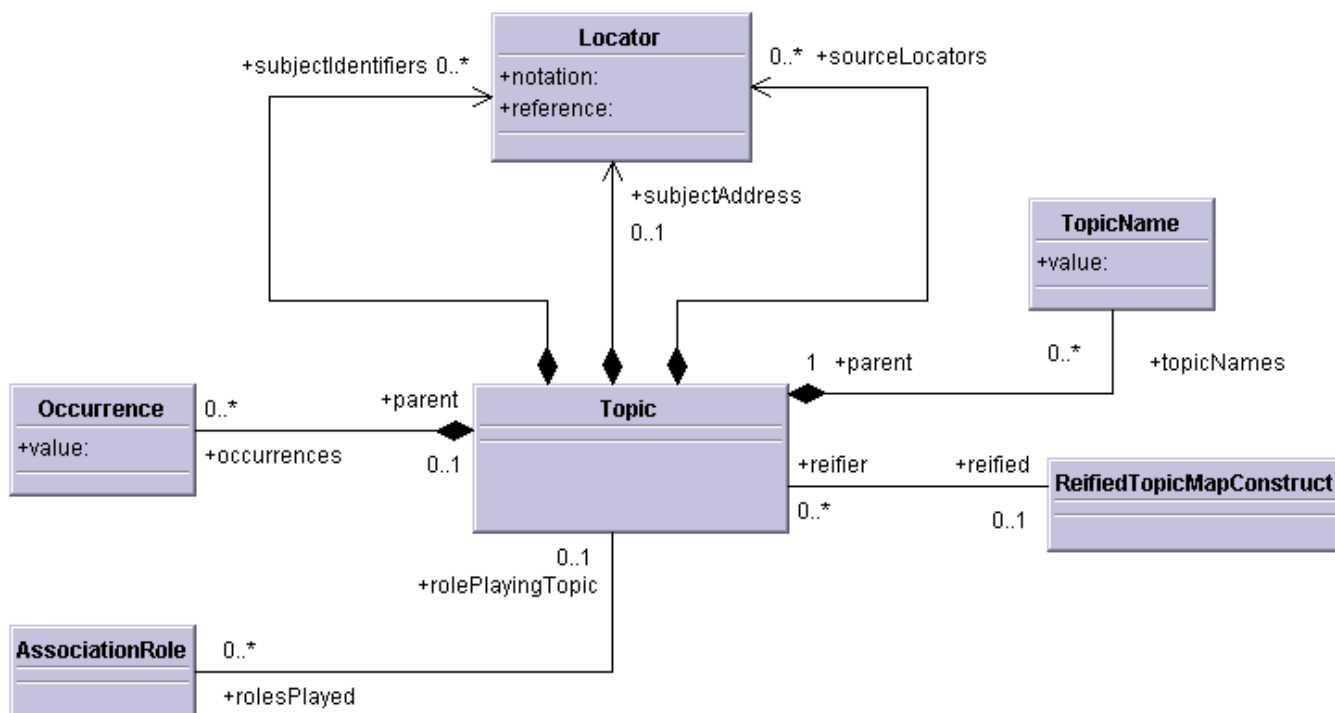 Locator
+notation:
+reference:
+subjectIdentifiers 0..*
0..* +sourceLocators
+subjectAddress
0..1
TopicName
+value:
0..*
+topicNames
1 +parent
Occurrence
+value:
0..*
+occurrences
+parent
0..1
Topic
+reifier
0..*
+reified
0..1
ReifiedTopicMapConstruct
0..1
+rolePlayingTopic
AssociationRole
0..*
+rolesPlayed